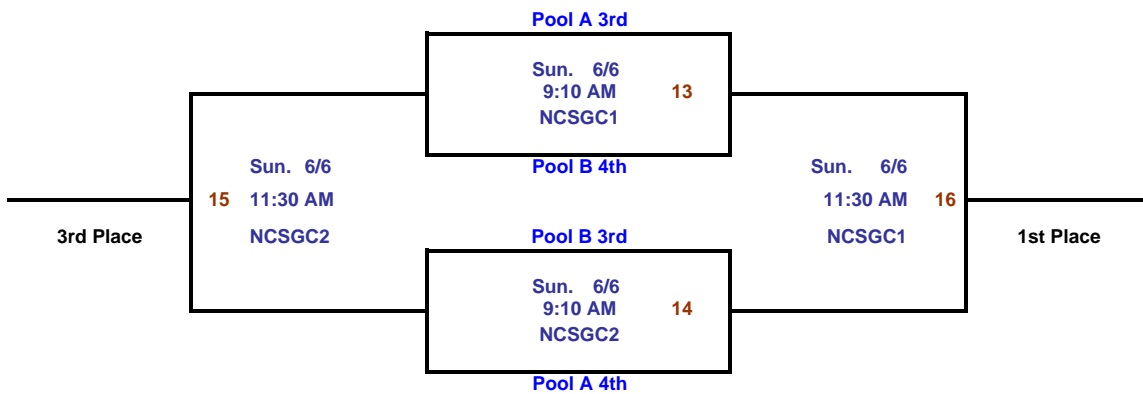 Pool A 3rd
Sun. 6/6
9:10 AM 13
NCSGC1
Pool B 4th
Sun. 6/6
15 11:30 AM
NCSGC2
3rd Place
Sun. 6/6
11:30 AM 16
NCSGC1
1st Place
Pool B 3rd
Sun. 6/6
9:10 AM 14
NCSGC2
Pool A 4th